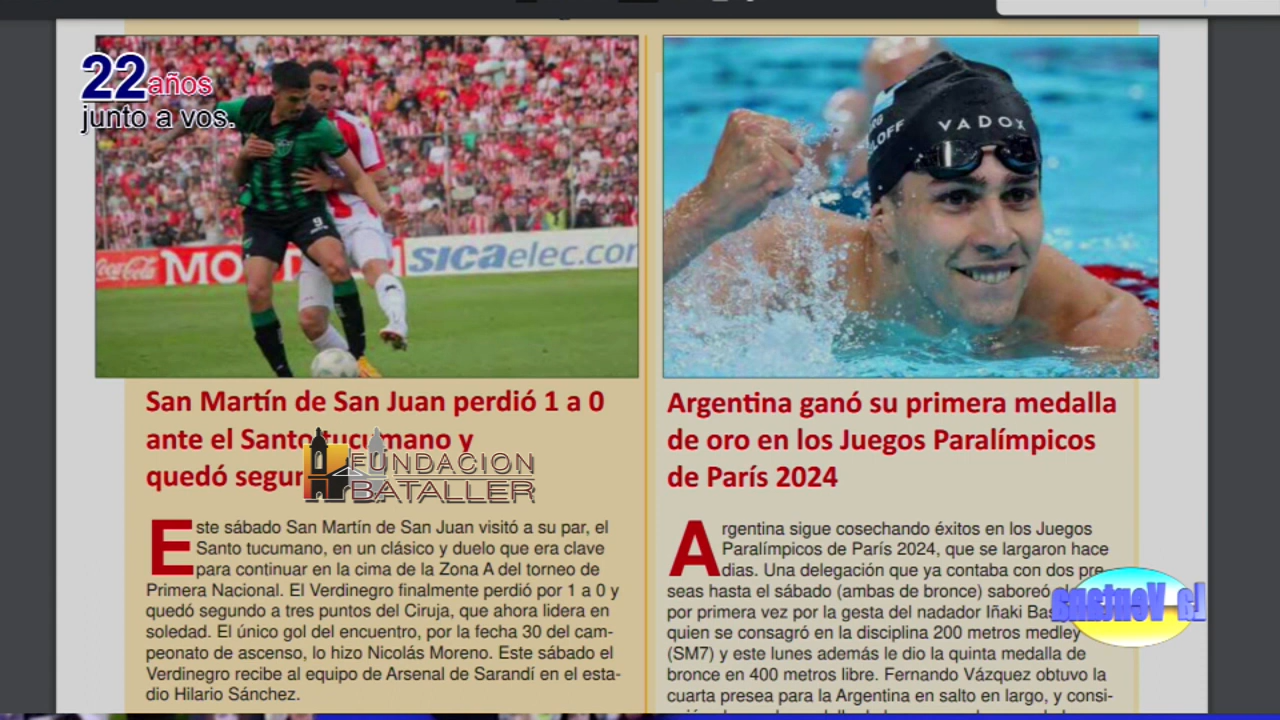 22 años
junto a vos.
9
Coca-Cola
sicaelec.com
LOFF
VADOX
San Martín de San Juan perdió 1 a 0
ante el Santo tucumano y
quedó
FUNDACION
BATALLER
Este sábado San Martín de San Juan visitó a su par, el
Santo tucumano, en un clásico y duelo que era clave
para continuar en la cima de la Zona A del torneo de
Primera Nacional. El Verdinegro finalmente perdió por 1 a 0 y
quedó segundo a tres puntos del Ciruja, que ahora lidera en
soledad. El único gol del encuentro, por la fecha 30 del cam-
peonato de ascenso, lo hizo Nicolás Moreno. Este sábado el
Verdinegro recibe al equipo de Arsenal de Sarandí en el esta-
dio Hilario Sánchez.
Argentina ganó su primera medalla
de oro en los Juegos Paralímpicos
de París 2024
Argentina sigue cosechando éxitos en los Juegos
Paralímpicos de París 2024, que se largaron hace
dias. Una delegación que ya contaba con dos pre-
seas hasta el sábado (ambas de bronce) saboreó
por primera vez por la gesta del nadador Iñaki
quien se consagró en la disciplina 200 metros medley
(SM7) y este lunes además le dio la quinta medalla de
bronce en 400 metros libre. Fernando Vázquez obtuvo la
cuarta presea para la Argentina en salto en largo, y consi-
La Ventana